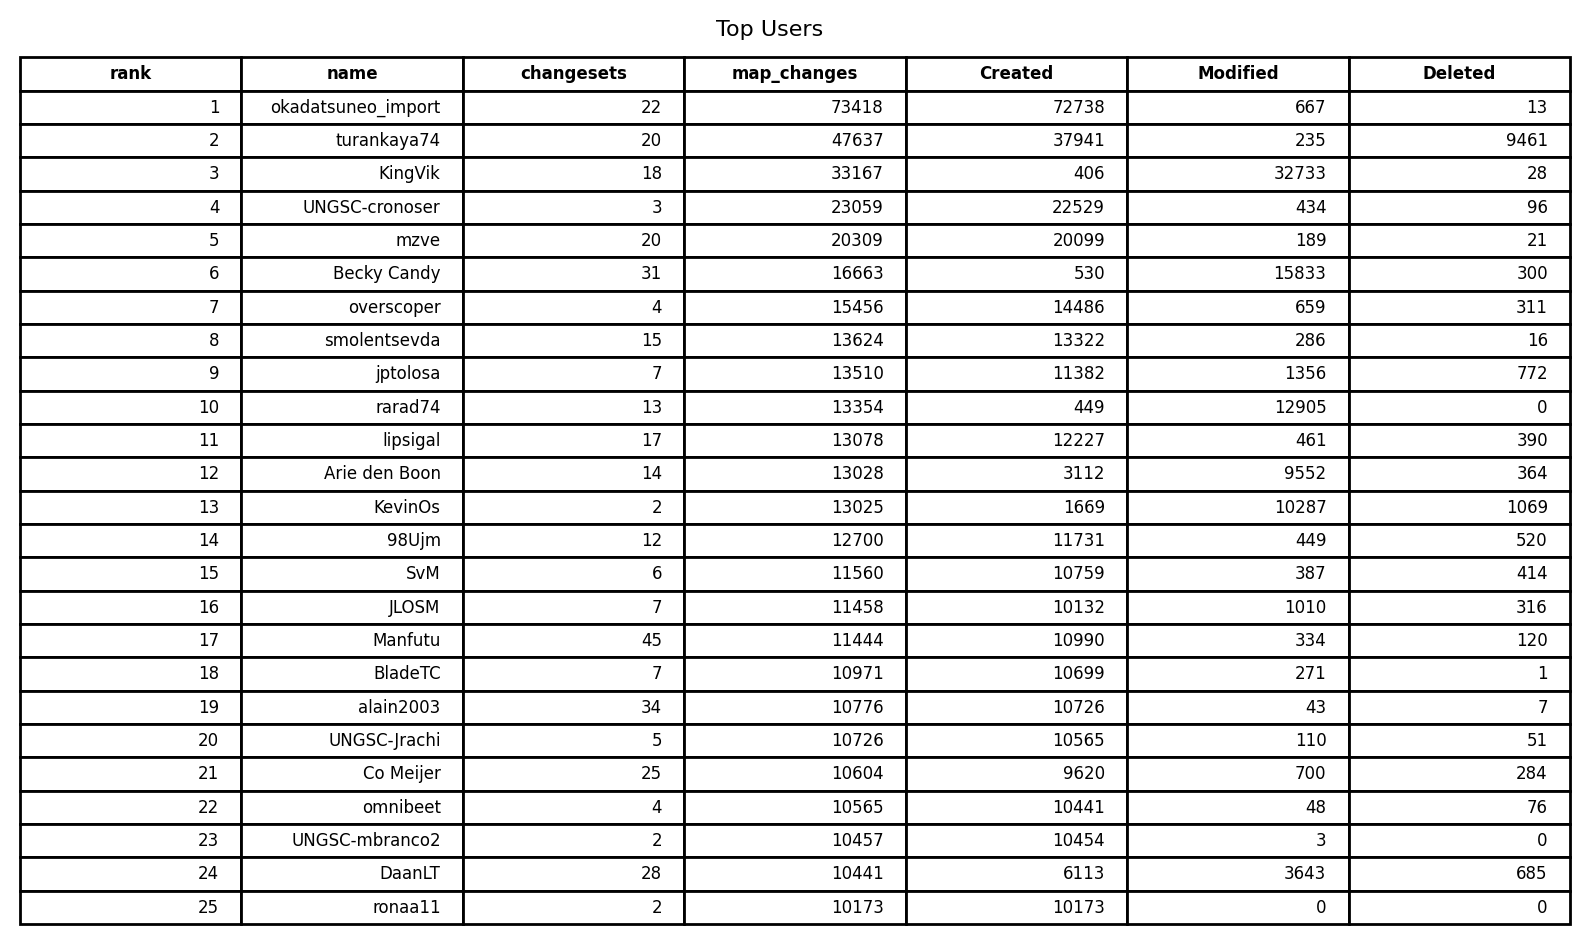 Top Users
rank name changesets map_changes Created Modified Deleted
1 okadatsuneo_import 22 73418 72738 667 13
2 turankaya74 20 47637 37941 235 9461
3 KingVik 18 33167 406 32733 28
4 UNGSC-cronoser 3 23059 22529 434 96
5 mzve 20 20309 20099 189 21
6 Becky Candy 31 16663 530 15833 300
7 overscoper 4 15456 14486 659 311
8 smolentsevda 15 13624 13322 286 16
9 jptolosa 7 13510 11382 1356 772
10 rarad74 13 13354 449 12905 0
11 lipsigal 17 13078 12227 461 390
12 Arie den Boon 14 13028 3112 9552 364
13 KevinOs 2 13025 1669 10287 1069
14 98Ujm 12 12700 11731 449 520
15 SvM 6 11560 10759 387 414
16 JLOSM 7 11458 10132 1010 316
17 Manfutu 45 11444 10990 334 120
18 BladeTC 7 10971 10699 271 1
19 alain2003 34 10776 10726 43 7
20 UNGSC-Jrachi 5 10726 10565 110 51
21 Co Meijer 25 10604 9620 700 284
22 omnibeet 4 10565 10441 48 76
23 UNGSC-mbranco2 2 10457 10454 3 0
24 DaanLT 28 10441 6113 3643 685
25 ronaa11 2 10173 10173 0 0